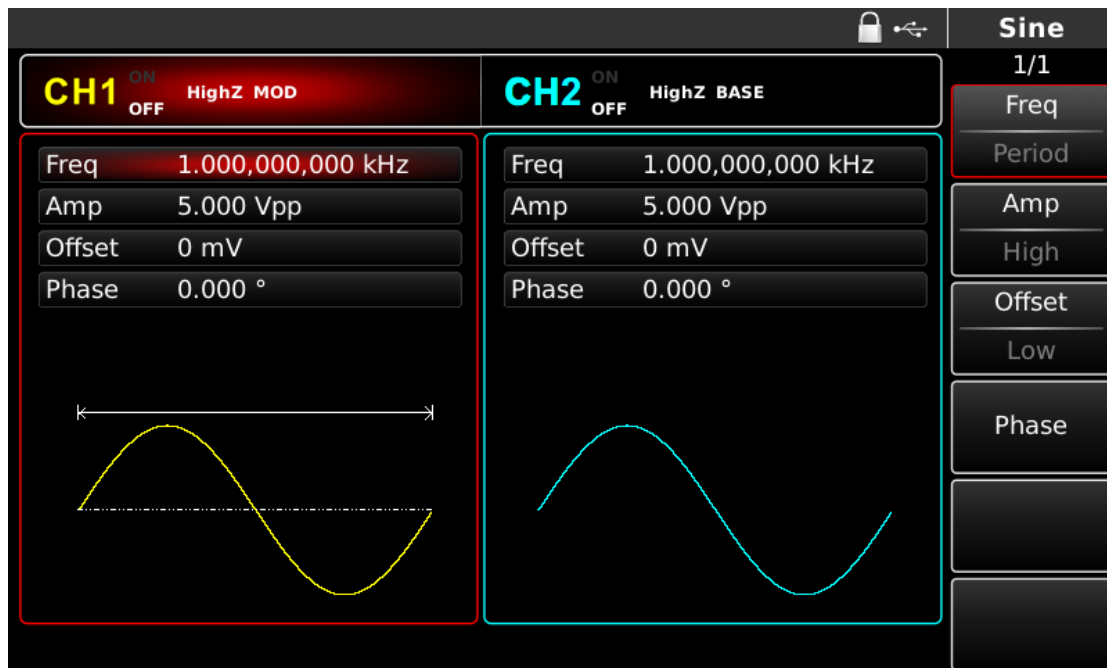 Sine
1/1
CH1 ON OFF HighZ MOD
CH2 ON OFF HighZ BASE
Freq 1.000,000,000 kHz
Amp 5.000 Vpp
Offset 0 mV
Phase 0.000 °
Freq 1.000,000,000 kHz
Amp 5.000 Vpp
Offset 0 mV
Phase 0.000 °
Freq
Period
Amp
High
Offset
Low
Phase